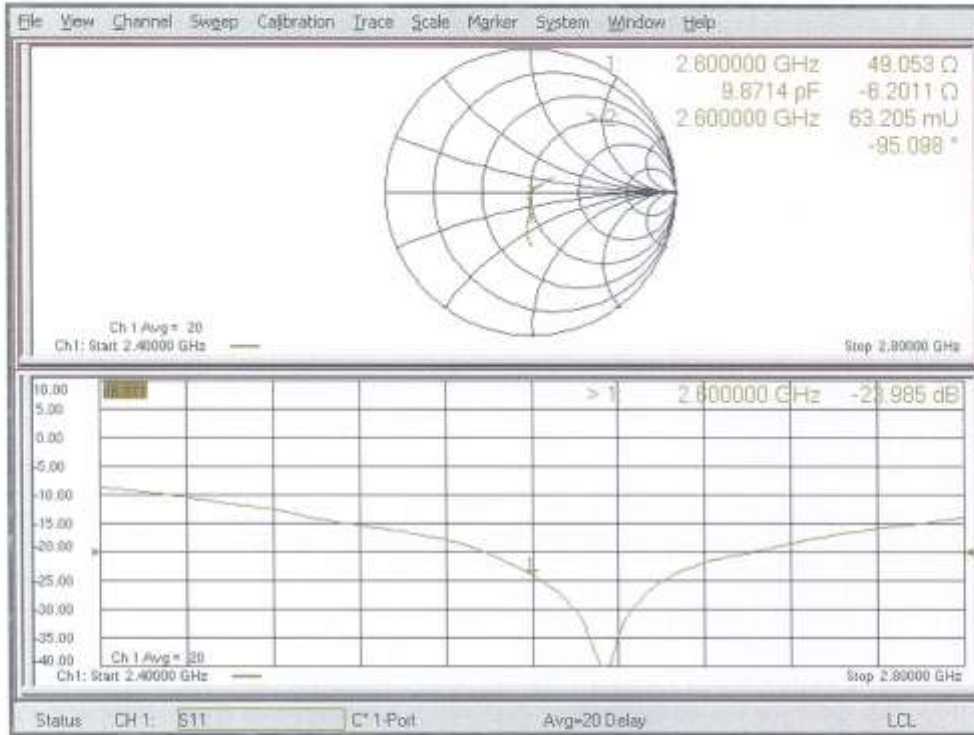 File View Channel Sweep Calibration Trace Scale Marker System Window Help
1: 2.600000 GHz 49.053 Ω
9.8714 pF -6.2011 Ω
> 2: 2.600000 GHz 63.205 mU
-95.098 °
Ch 1 Avg = 20
Ch1: Start 2.40000 GHz
Stop 2.80000 GHz
10.00
> 1: 2.600000 GHz -23.985 dB
5.00
0.00
-5.00
-10.00
-15.00
-20.00
-25.00
-30.00
-35.00
-40.00
Ch 1 Avg = 20
Ch1: Start 2.40000 GHz
Stop 2.80000 GHz
Status CH 1: S11 C* 1-Port Avg=20 Delay LCL